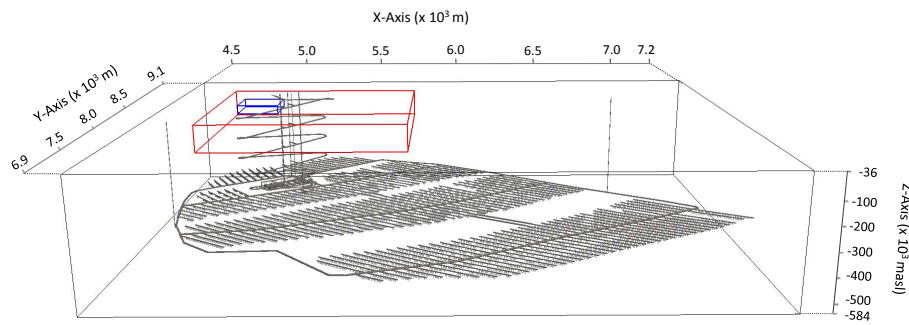 X-Axis (x 10³ m)
4.5 5.0 5.5 6.0 6.5 7.0 7.2
Y-Axis (x 10³ m)
6.9 7.5 8.0 8.5 9.1
Z-Axis (x 10³ masl)
-36
-100
-200
-300
-400
-500
-584